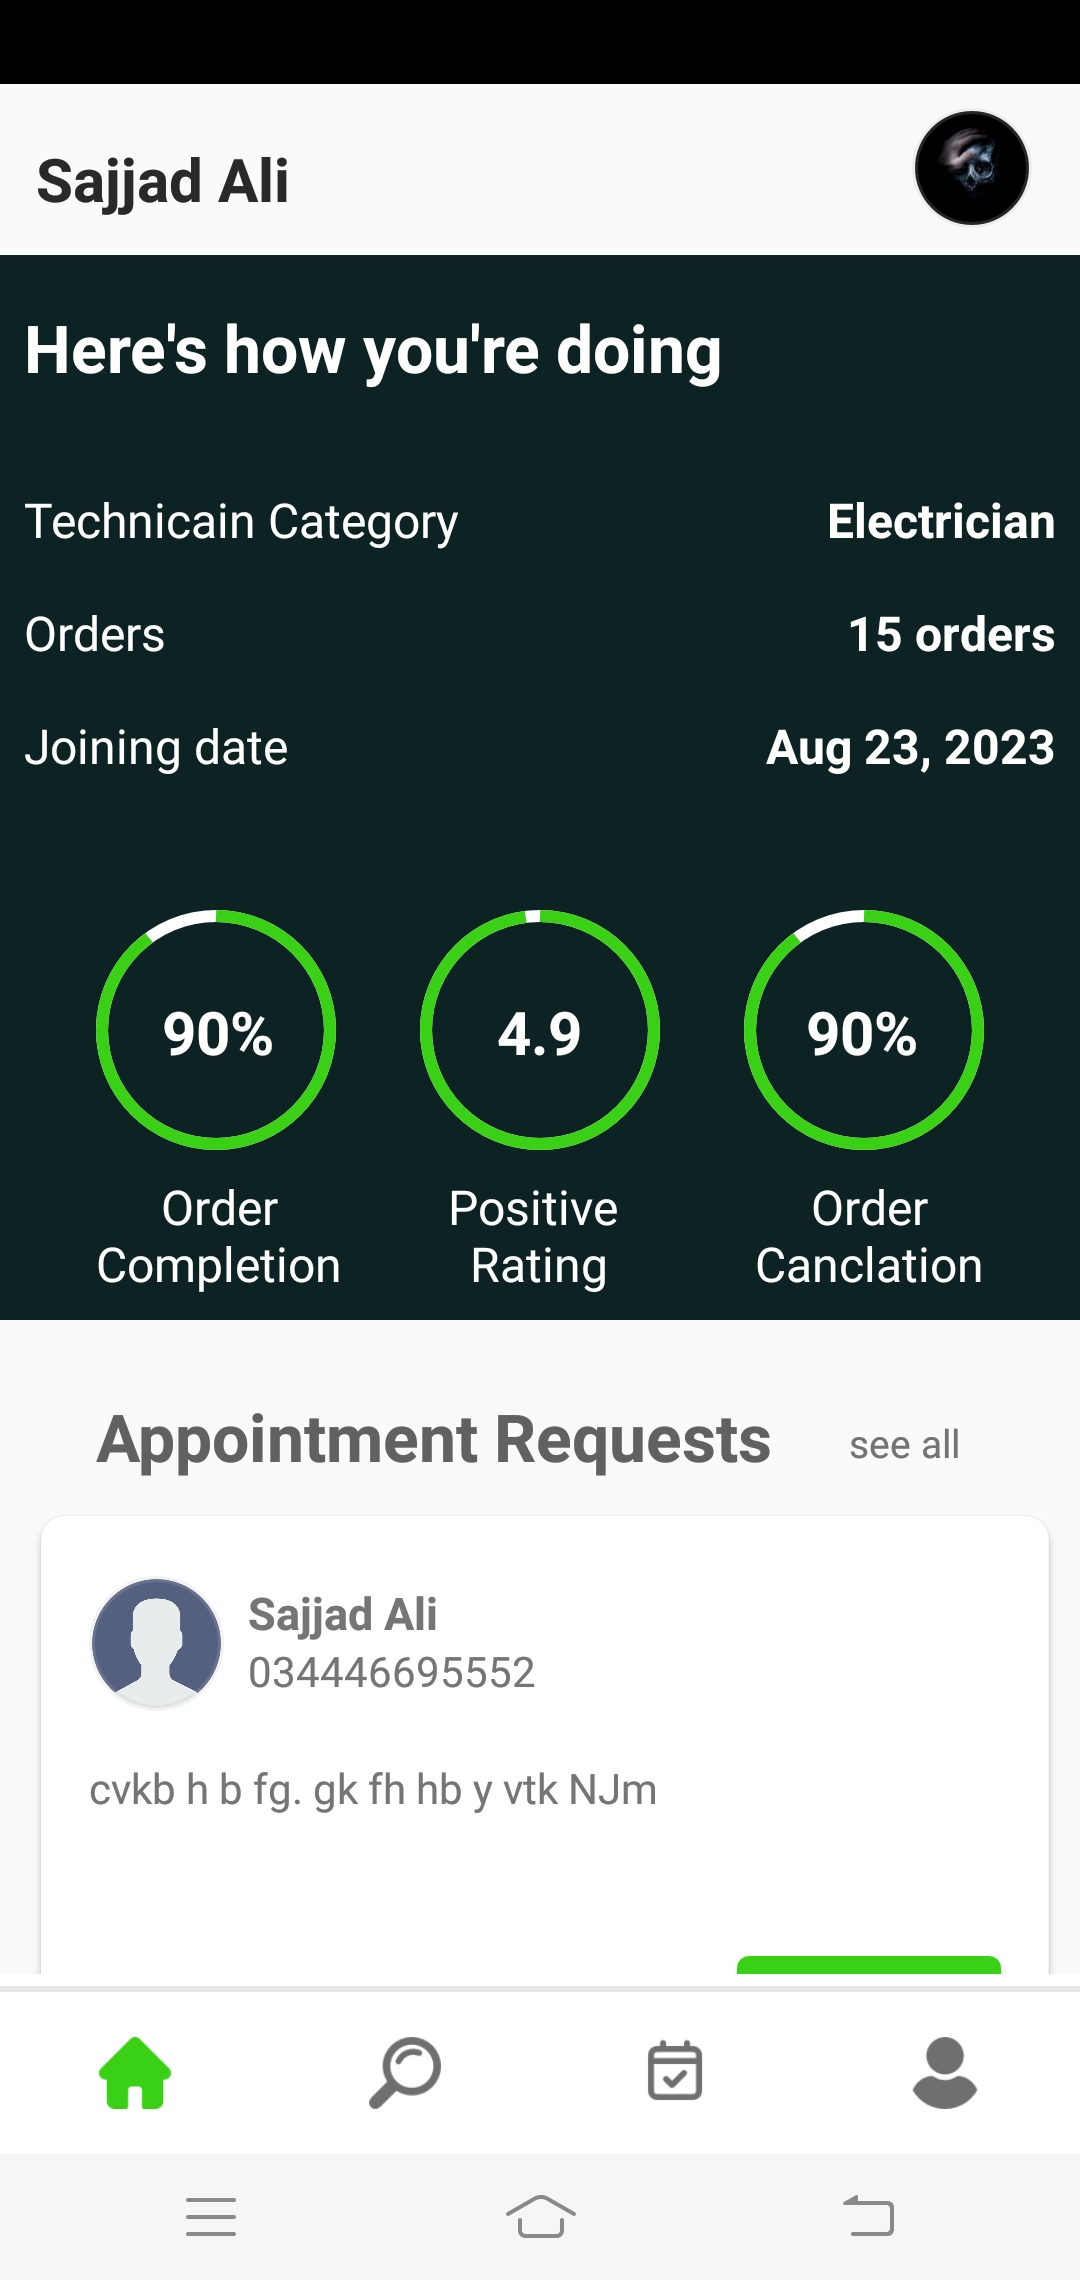 Sajjad Ali
Here's how you're doing
Technicain Category Electrician
Orders 15 orders
Joining date Aug 23, 2023
90% 4.9 90%
Order Positive Order
Completion Rating Canclation
Appointment Requests see all
Sajjad Ali
034446695552
cvkb h b fg. gk fh hb y vtk NJm